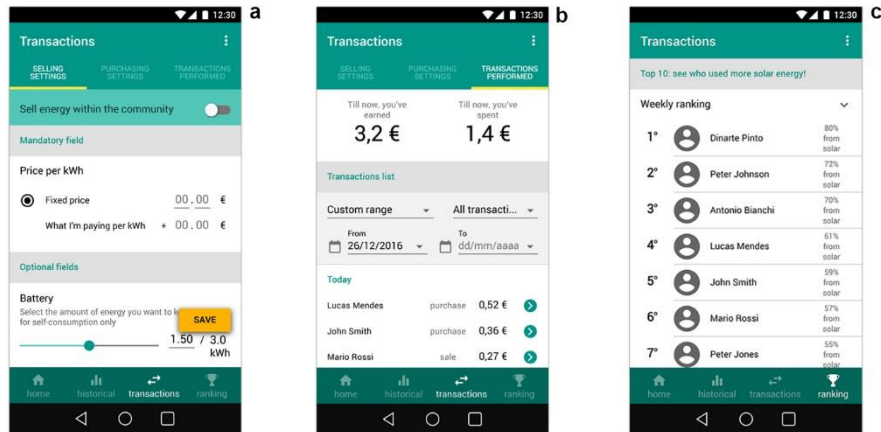 12:30
a
Transactions
SELLING SETTINGS
PURCHASING SETTINGS
TRANSACTIONS PERFORMED
Sell energy within the community
Mandatory field
Price per kWh
Fixed price 00.00 €
What I'm paying per kWh + 00.00 €
Optional fields
Battery
Select the amount of energy you want to k
for self-consumption only
SAVE
1.50 / 3.0
kWh
home historical transactions ranking
12:30
b
Transactions
SELLING SETTINGS
PURCHASING SETTINGS
TRANSACTIONS PERFORMED
Till now, you've
earned
3,2 €
Till now, you've
spent
1,4 €
Transactions list
Custom range All transacti...
From To
26/12/2016 dd/mm/aaaa
Today
Lucas Mendes purchase 0,52 €
John Smith purchase 0,36 €
Mario Rossi sale 0,27 €
home historical transactions ranking
12:30
c
Transactions
Top 10: see who used more solar energy!
Weekly ranking
1° Dinarte Pinto 80% from solar
2° Peter Johnson 72% from solar
3° Antonio Bianchi 70% from solar
4° Lucas Mendes 61% from solar
5° John Smith 59% from solar
6° Mario Rossi 57% from solar
7° Peter Jones 55% from solar
home historical transactions ranking